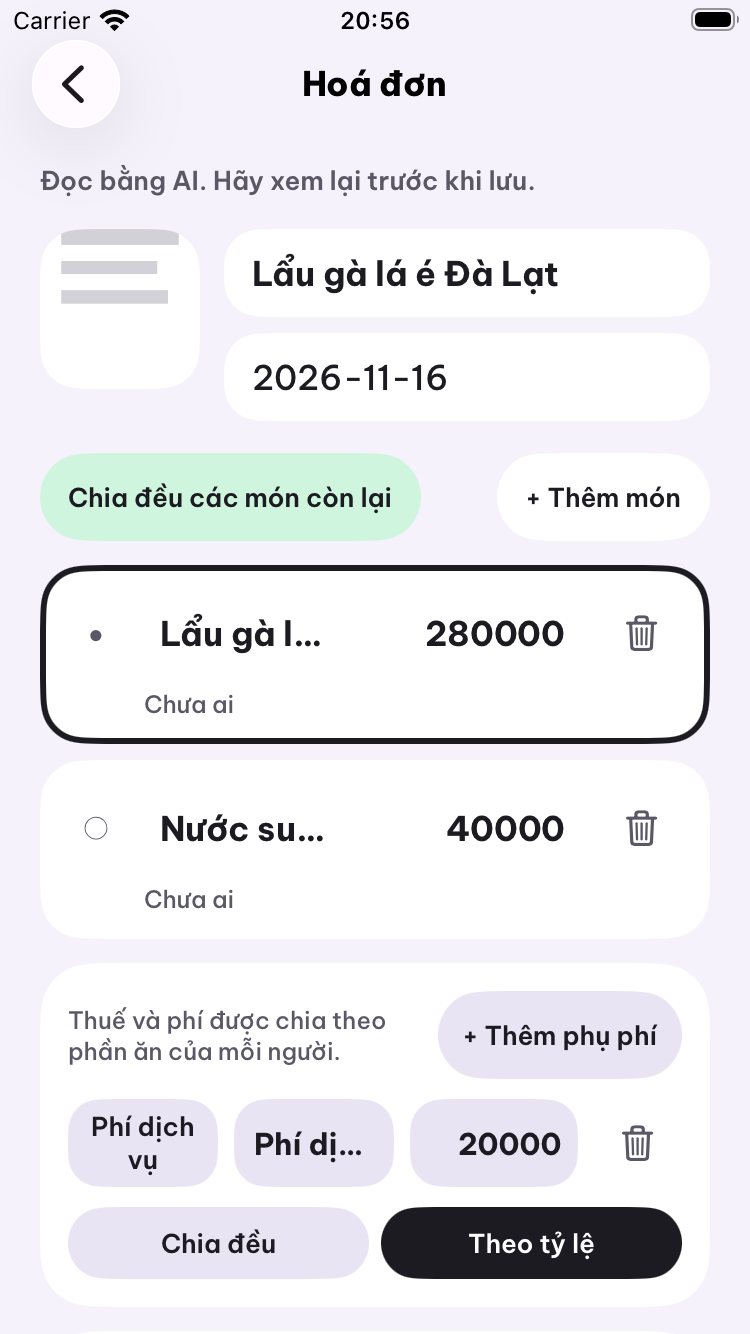 Carrier 20:56
Hoá đơn
Đọc bằng AI. Hãy xem lại trước khi lưu.
Lẩu gà lá é Đà Lạt
2026-11-16
Chia đều các món còn lại
+ Thêm món
Lẩu gà l... 280000
Chưa ai
Nước su... 40000
Chưa ai
Thuế và phí được chia theo
phần ăn của mỗi người.
+ Thêm phụ phí
Phí dịch
vụ
Phí dị... 20000
Chia đều
Theo tỷ lệ